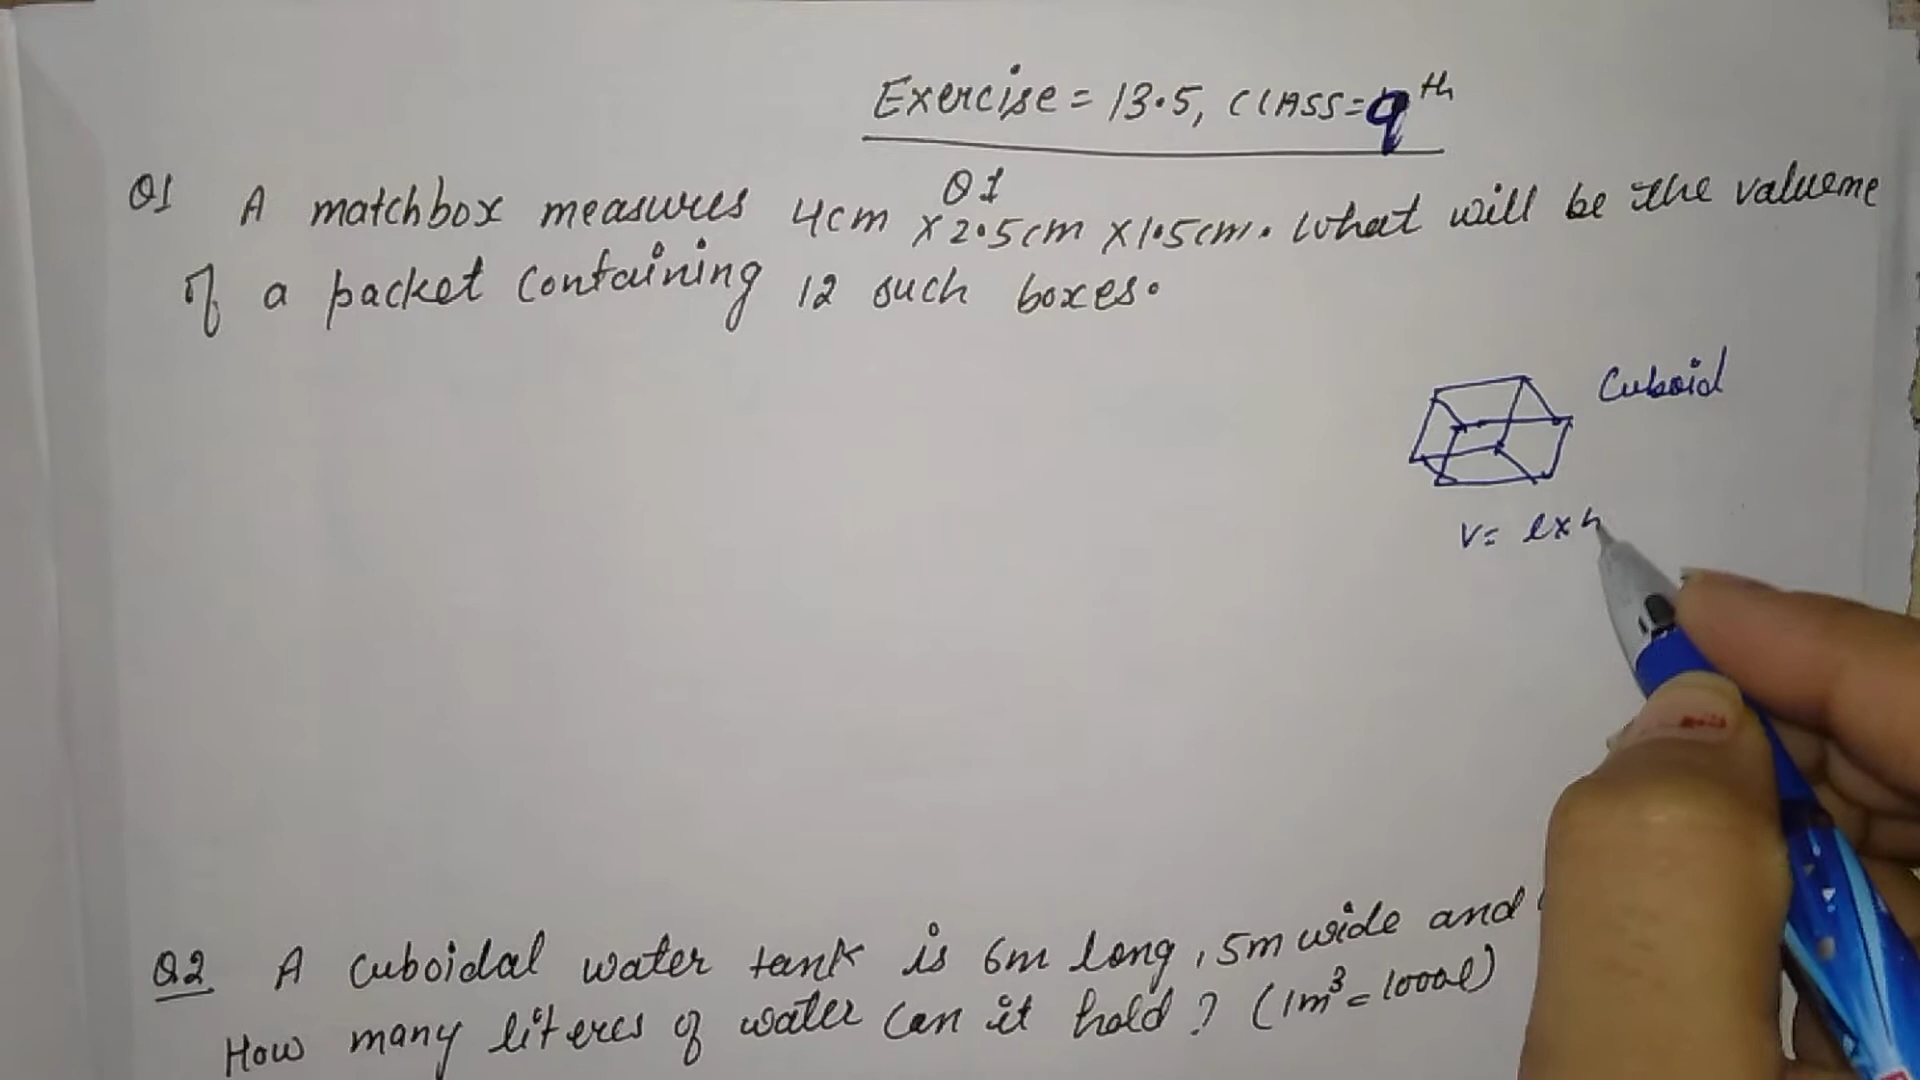 Exercise = 13.5, CLASS = 9th
Q1
Q1 A matchbox measures 4cm x 2.5cm x 1.5cm. What will be the valueme
of a packet containing 12 such boxes.
Cuboid
V = l x
Q2 A cuboidal water tank is 6m long, 5m wide and
How many literes of water can it hold? (1m³ = 1000l)